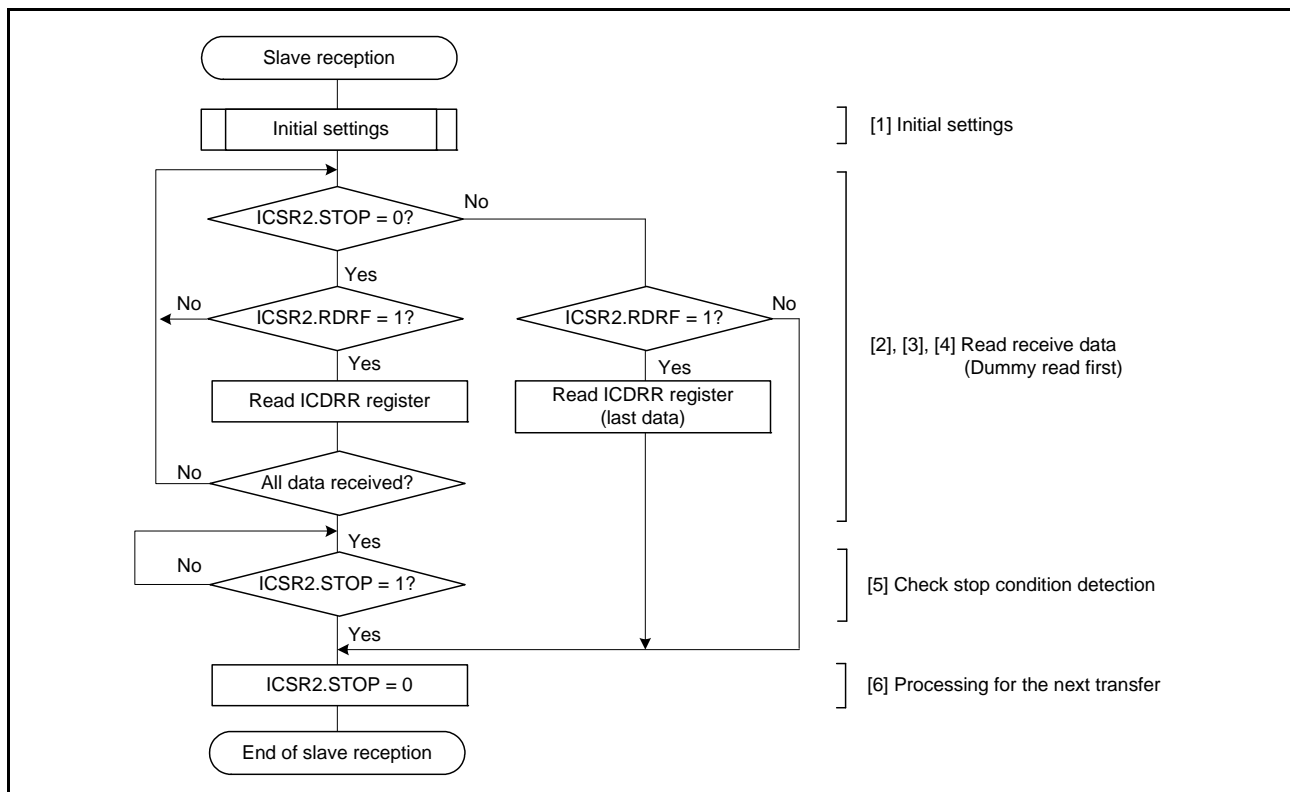 Slave reception
Initial settings
[1] Initial settings
ICSR2.STOP = 0?
No
Yes
No
ICSR2.RDRF = 1?
ICSR2.RDRF = 1?
No
[2], [3], [4] Read receive data
(Dummy read first)
Yes
Yes
Read ICDRR register
Read ICDRR register
(last data)
No
All data received?
Yes
No
ICSR2.STOP = 1?
[5] Check stop condition detection
Yes
ICSR2.STOP = 0
[6] Processing for the next transfer
End of slave reception